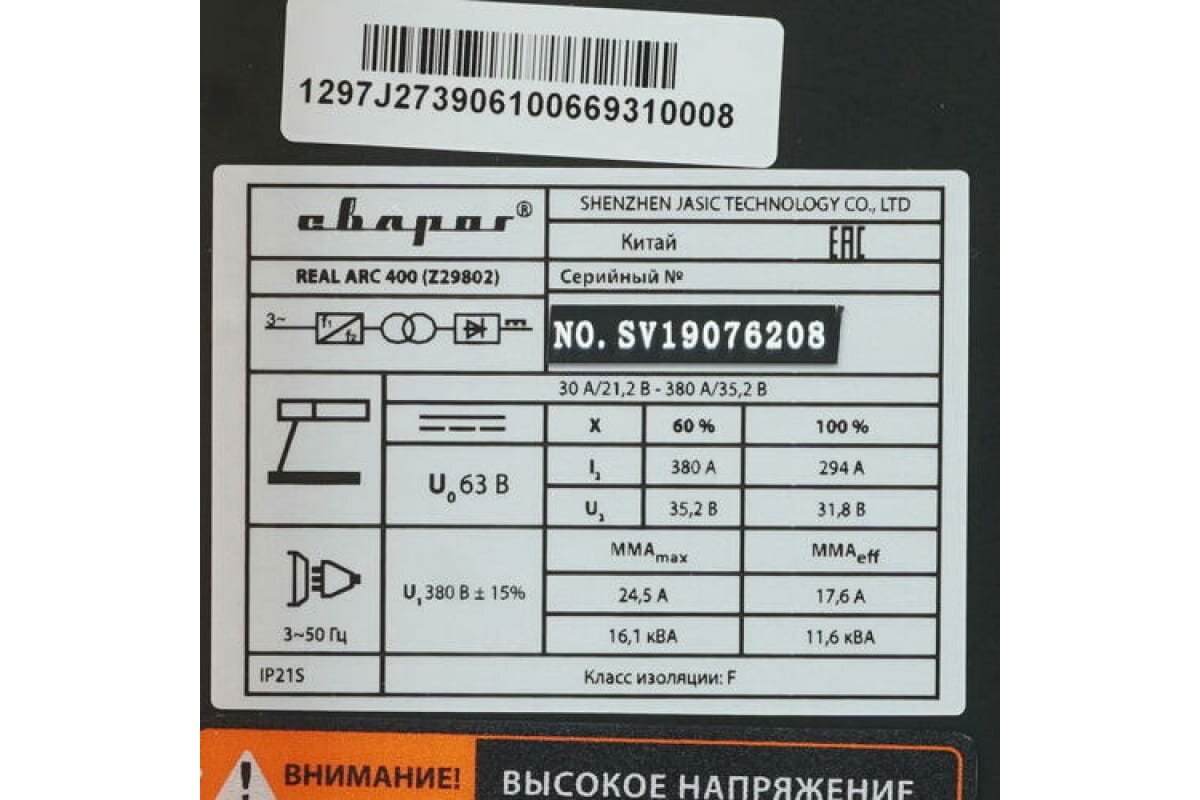 1297J273906100669310008
сварог®
SHENZHEN JASIC TECHNOLOGY CO., LTD
Китай EAC
REAL ARC 400 (Z29802)
Серийный №
3~ f₁ f₂
NO. SV19076208
30 А/21,2 В - 380 А/35,2 В
X 60 % 100 %
I₂ 380 А 294 А
U₀ 63 В
U₂ 35,2 В 31,8 В
MMAmax MMAeff
U₁ 380 В ± 15%
24,5 А 17,6 А
3~50 Гц
16,1 кВА 11,6 кВА
IP21S
Класс изоляции: F
ВНИМАНИЕ!
ВЫСОКОЕ НАПРЯЖЕНИЕ